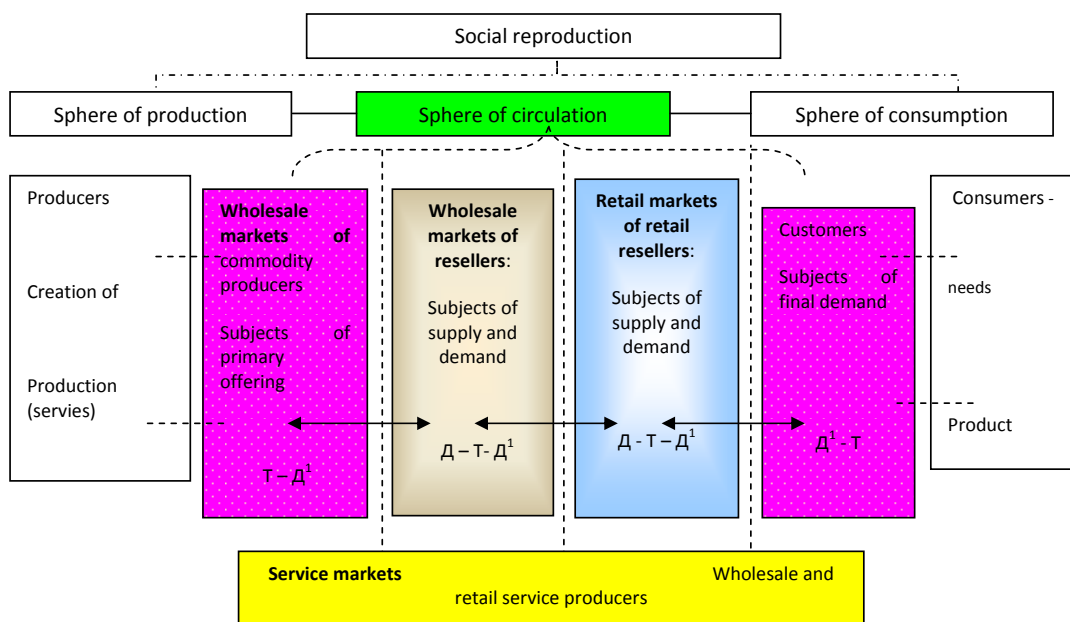 Social reproduction
Sphere of production
Sphere of circulation
Sphere of consumption
Producers
Creation of
Production
(servies)
Wholesale
markets of
commodity
producers
Subjects of
primary
offering
Т – Д¹
Wholesale
markets of
resellers:
Subjects of
supply and
demand
Д – Т- Д¹
Retail markets
of retail
resellers:
Subjects of
supply and
demand
Д - Т – Д¹
Customers
Subjects of
final demand
Д¹ - Т
Consumers -
needs
Product
Service markets Wholesale and
retail service producers